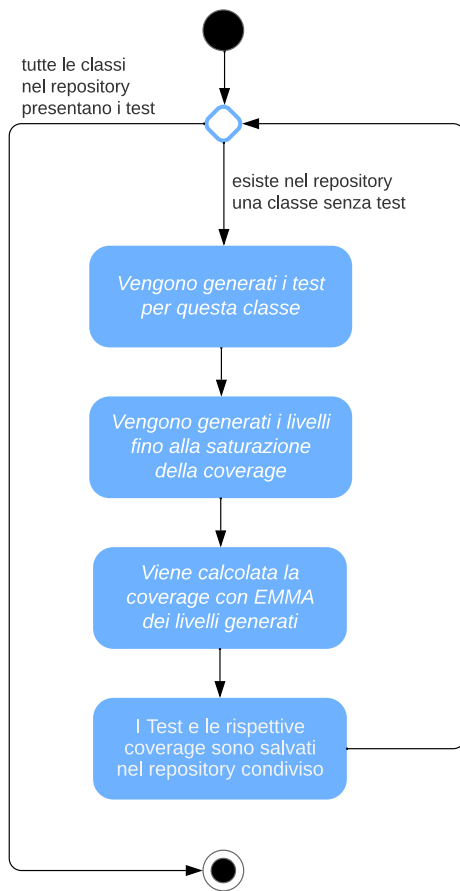 tutte le classi
nel repository
presentano i test
esiste nel repository
una classe senza test
Vengono generati i test
per questa classe
Vengono generati i livelli
fino alla saturazione
della coverage
Viene calcolata la
coverage con EMMA
dei livelli generati
I Test e le rispettive
coverage sono salvati
nel repository condiviso